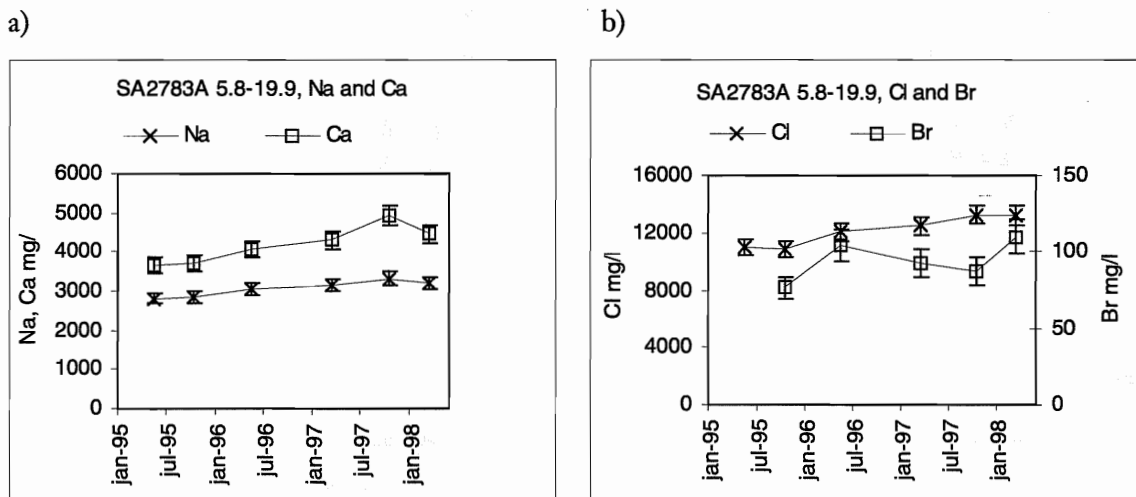 a)
SA2783A 5.8-19.9, Na and Ca
Na Ca
6000
5000
4000
3000
2000
1000
0
Na, Ca mg/
jan-95
jul-95
jan-96
jul-96
jan-97
jul-97
jan-98
b)
SA2783A 5.8-19.9, Cl and Br
Cl Br
16000
12000
8000
4000
0
Cl mg/l
150
100
50
0
Br mg/l
jan-95
jul-95
jan-96
jul-96
jan-97
jul-97
jan-98